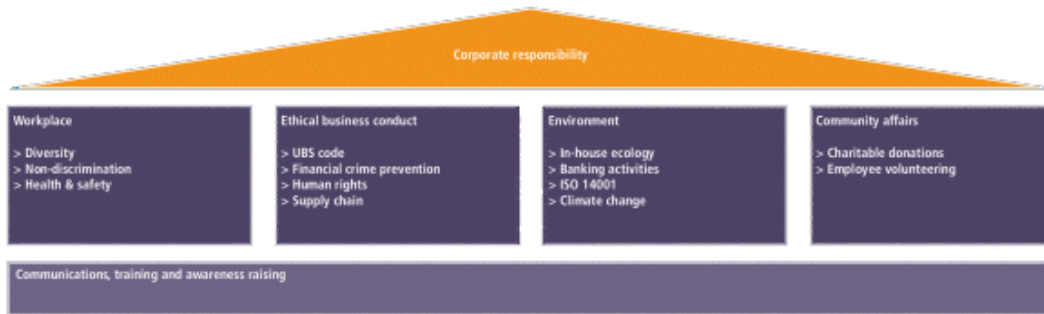 Corporate responsibility
Workplace
> Diversity
> Non-discrimination
> Health & safety
Ethical business conduct
> UBS code
> Financial crime prevention
> Human rights
> Supply chain
Environment
> In-house ecology
> Banking activities
> ISO 14001
> Climate change
Community affairs
> Charitable donations
> Employee volunteering
Communications, training and awareness raising